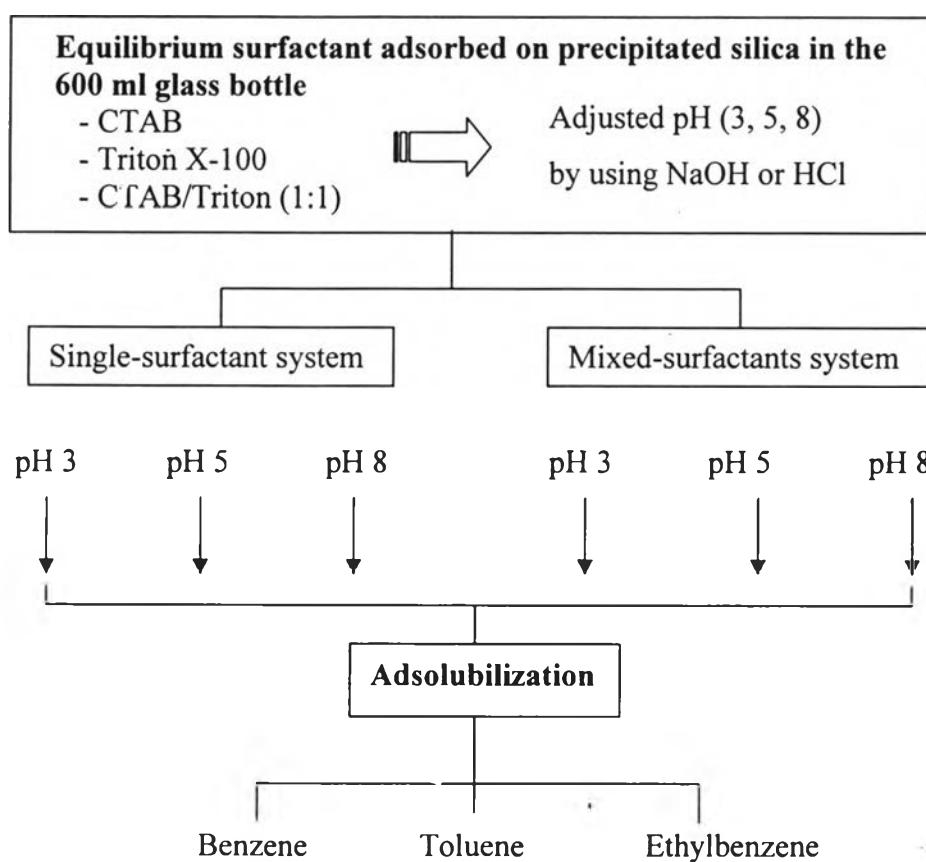 Equilibrium surfactant adsorbed on precipitated silica in the
600 ml glass bottle
- CTAB
- Triton X-100
- CTAB/Triton (1:1)
Adjusted pH (3, 5, 8)
by using NaOH or HCl
Single-surfactant system
Mixed-surfactants system
pH 3 pH 5 pH 8 pH 3 pH 5 pH 8
Adsolubilization
Benzene Toluene Ethylbenzene